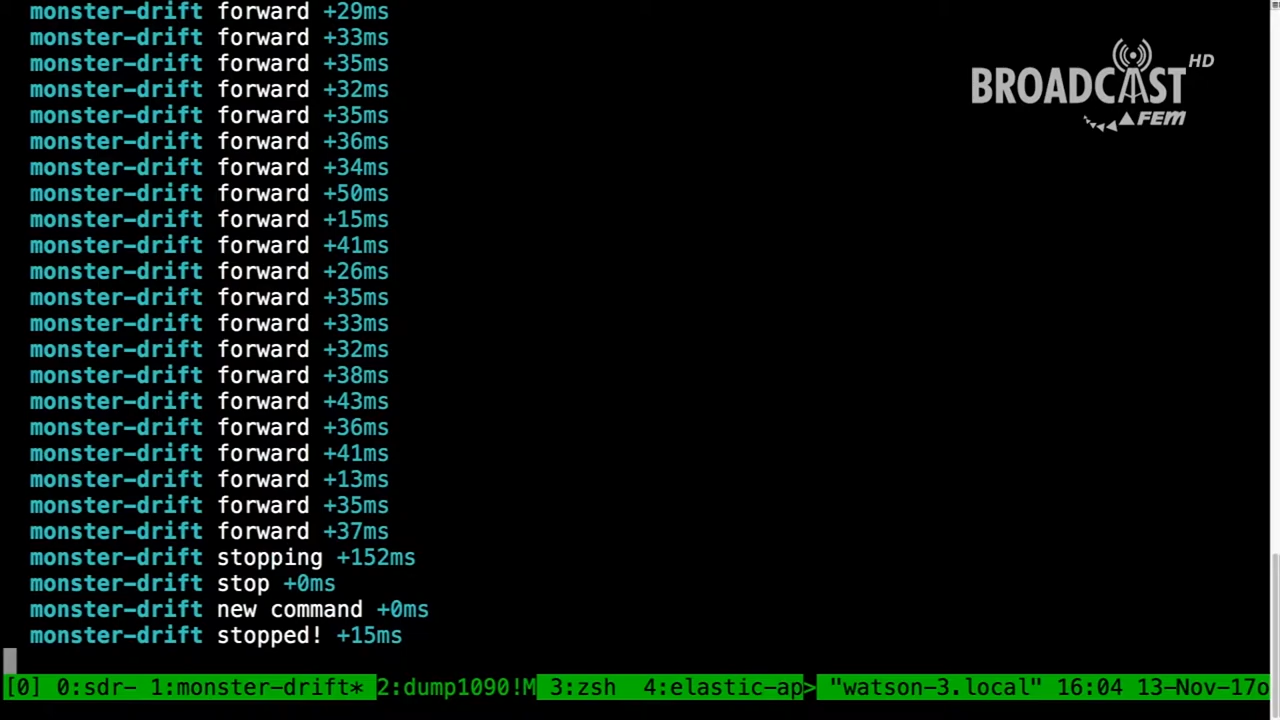 monster-drift forward +29ms
monster-drift forward +33ms
monster-drift forward +35ms
monster-drift forward +32ms
monster-drift forward +35ms
monster-drift forward +36ms
monster-drift forward +34ms
monster-drift forward +50ms
monster-drift forward +15ms
monster-drift forward +41ms
monster-drift forward +26ms
monster-drift forward +35ms
monster-drift forward +33ms
monster-drift forward +32ms
monster-drift forward +38ms
monster-drift forward +43ms
monster-drift forward +36ms
monster-drift forward +41ms
monster-drift forward +13ms
monster-drift forward +35ms
monster-drift forward +37ms
monster-drift stopping +152ms
monster-drift stop +0ms
monster-drift new command +0ms
monster-drift stopped! +15ms
[0] 0:sdr- 1:monster-drift* 2:dump1090!M 3:zsh 4:elastic-ap> "watson-3.local" 16:04 13-Nov-17o
BROADCAST HD
FEM